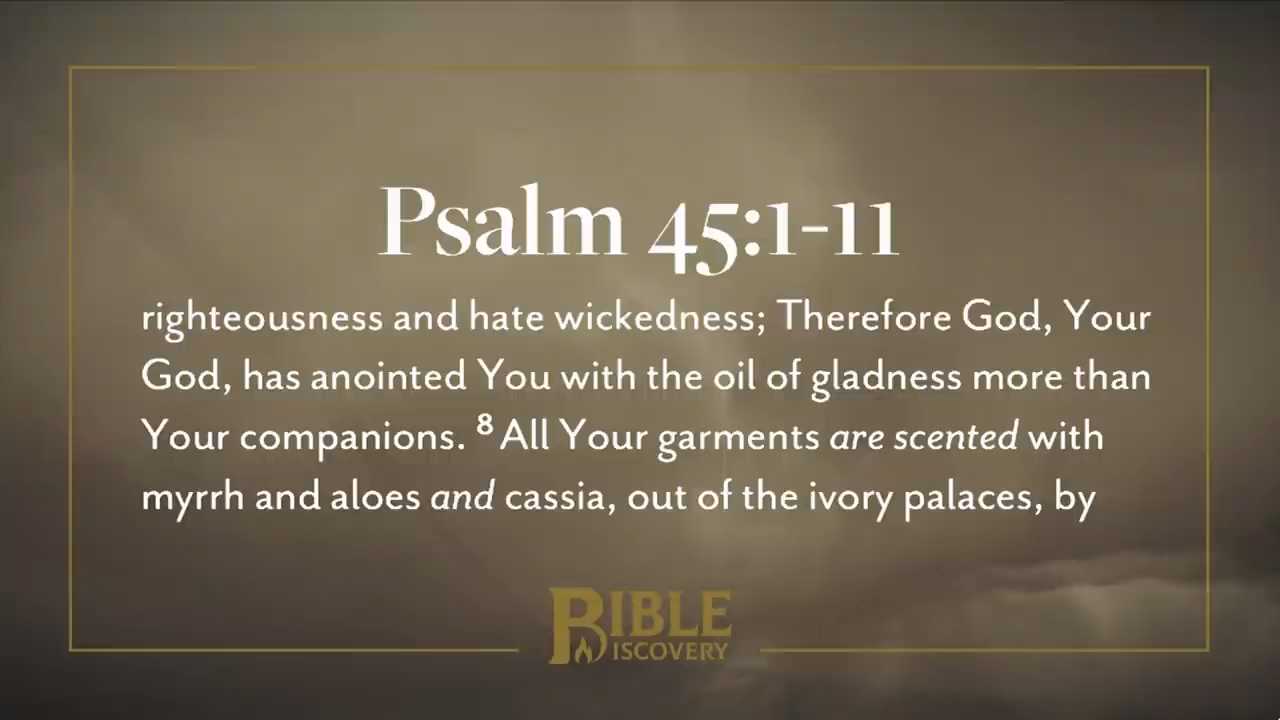 Psalm 45:1-11
righteousness and hate wickedness; Therefore God, Your
God, has anointed You with the oil of gladness more than
Your companions. 8 All Your garments are scented with
myrrh and aloes and cassia, out of the ivory palaces, by
BIBLE
DISCOVERY